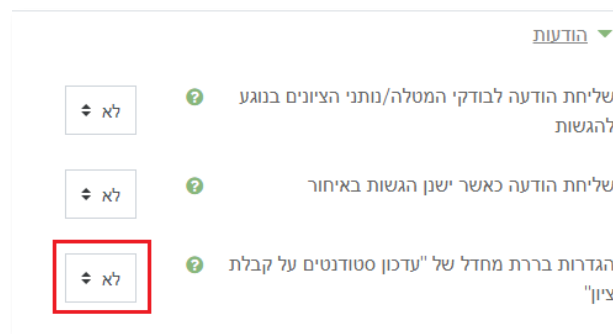 הודעות
שליחת הודעה לבודקי המטלה/נותני הציונים בנוגע
להגשות
לא
שליחת הודעה כאשר ישנן הגשות באיחור
לא
הגדרות בררת מחדל של "עדכון סטודנטים על קבלת
ציון"
לא